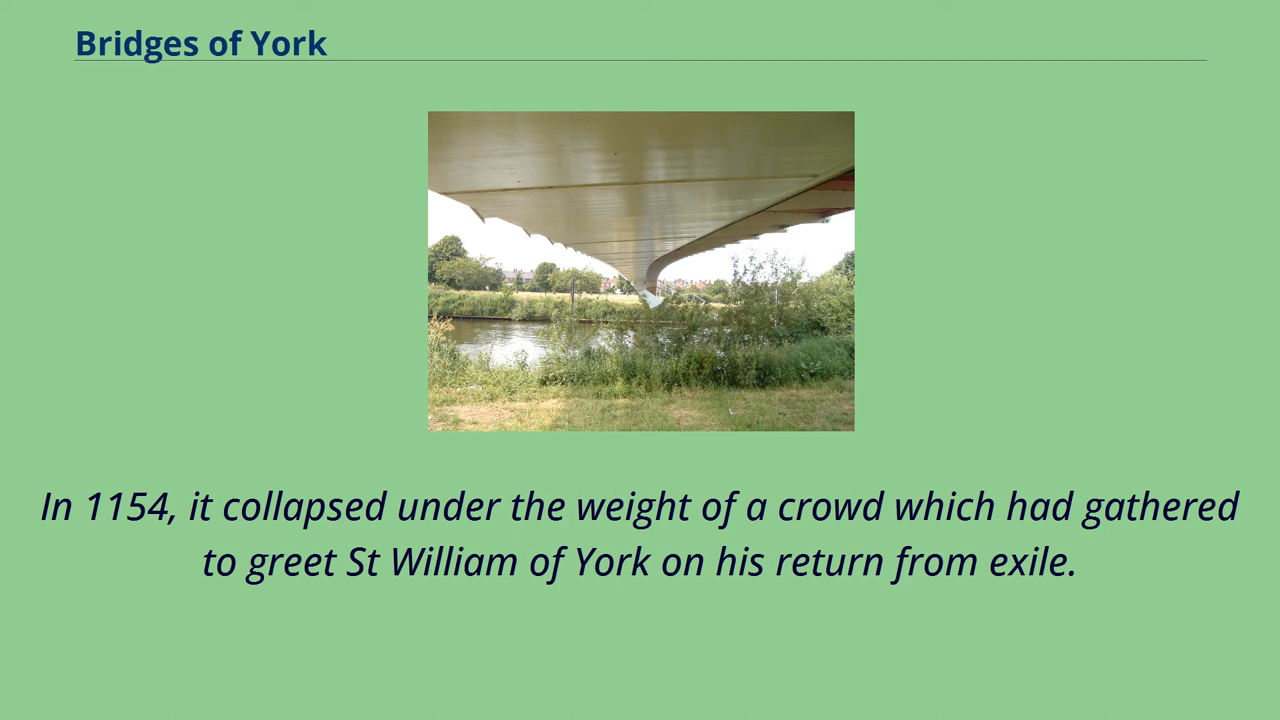 Bridges of York
In 1154, it collapsed under the weight of a crowd which had gathered
to greet St William of York on his return from exile.